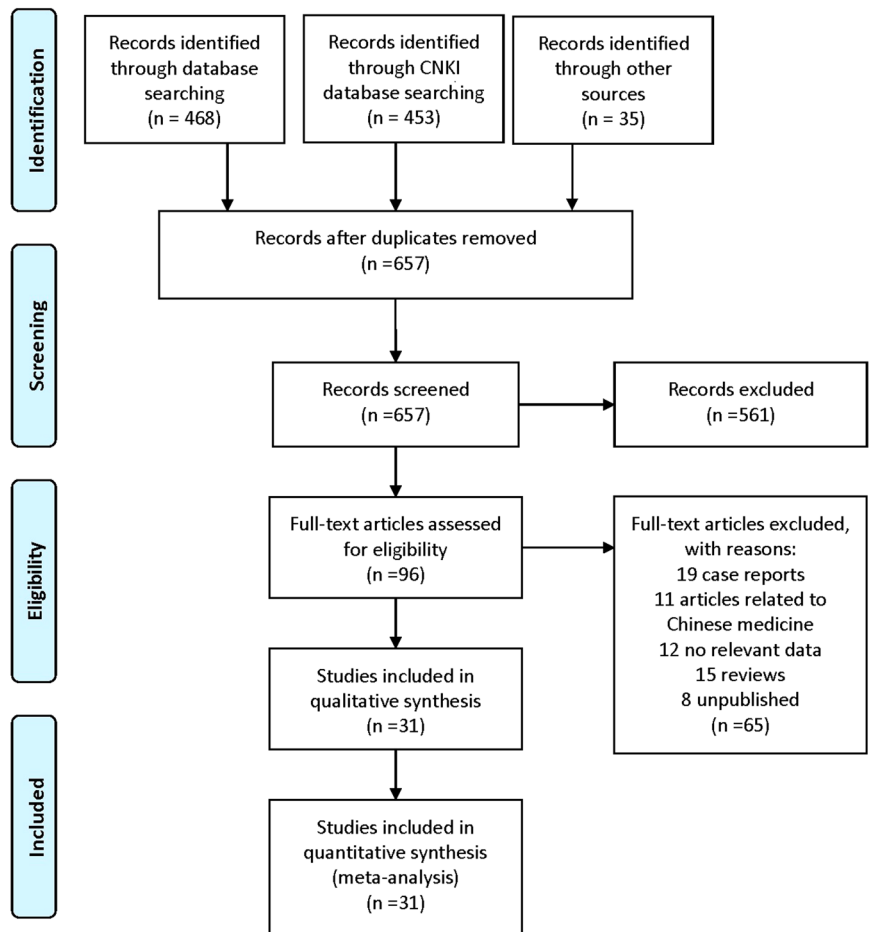 Identification
Records identified
through database
searching
(n = 468)
Records identified
through CNKI
database searching
(n = 453)
Records identified
through other
sources
(n = 35)
Records after duplicates removed
(n =657)
Screening
Records screened
(n =657)
Records excluded
(n =561)
Eligibility
Full-text articles assessed
for eligibility
(n =96)
Full-text articles excluded,
with reasons:
19 case reports
11 articles related to
Chinese medicine
12 no relevant data
15 reviews
8 unpublished
(n =65)
Studies included in
qualitative synthesis
(n =31)
Included
Studies included in
quantitative synthesis
(meta-analysis)
(n =31)